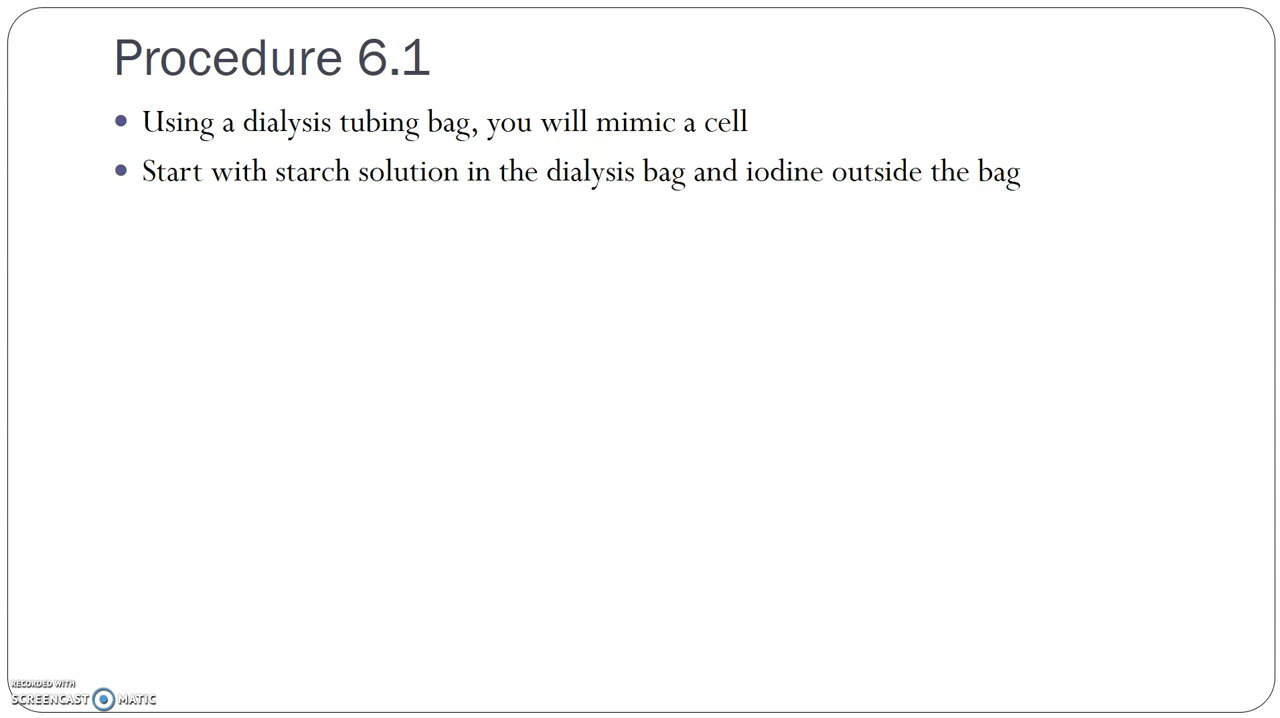 Procedure 6.1
• Using a dialysis tubing bag, you will mimic a cell
• Start with starch solution in the dialysis bag and iodine outside the bag
RECORDED WITH
SCREENCAST MATIC